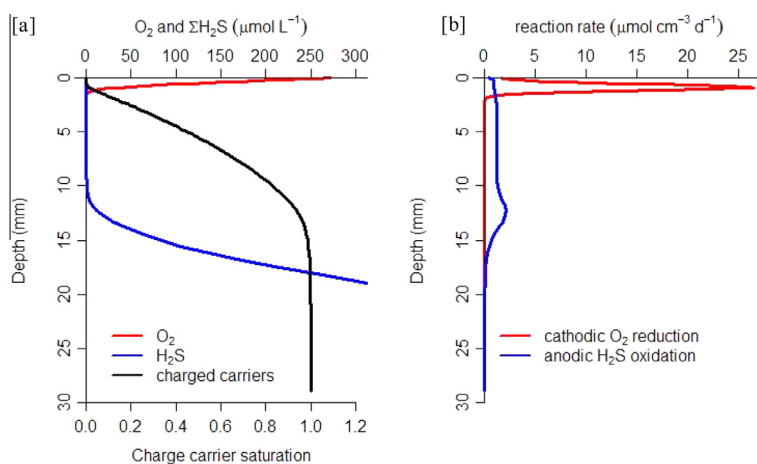 [a]
O₂ and ΣH₂S (μmol L⁻¹)
0 50 100 150 200 250 300
Depth (mm)
0
5
10
15
20
25
30
O₂
H₂S
charged carriers
0.0 0.2 0.4 0.6 0.8 1.0 1.2
Charge carrier saturation
[b]
reaction rate (μmol cm⁻³ d⁻¹)
0 5 10 15 20 25
Depth (mm)
0
5
10
15
20
25
30
cathodic O₂ reduction
anodic H₂S oxidation